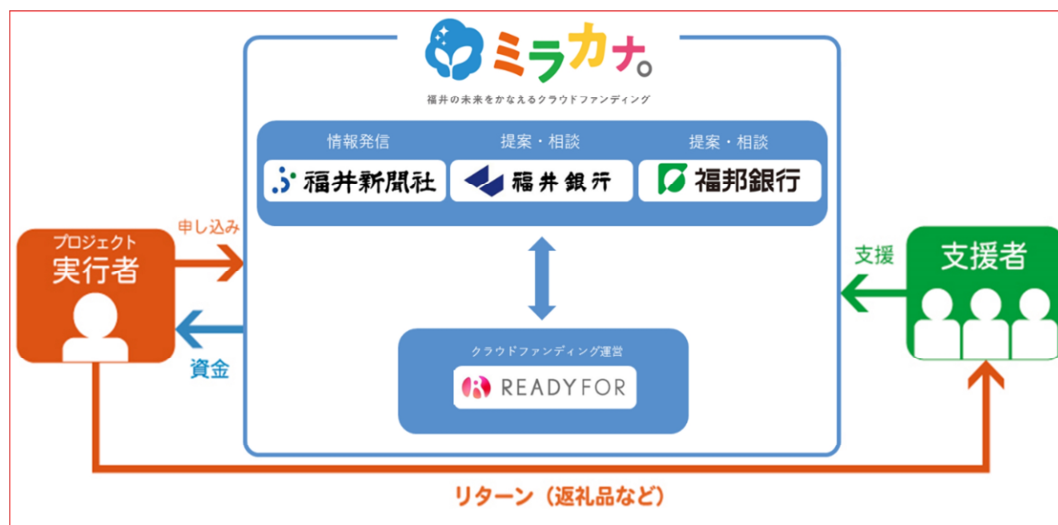 ミラカナ。
福井の未来をかなえるクラウドファンディング
情報発信
提案・相談
提案・相談
福井新聞社
福井銀行
福邦銀行
申し込み
プロジェクト
実行者
資金
支援
支援者
クラウドファンディング運営
READYFOR
リターン（返礼品など）